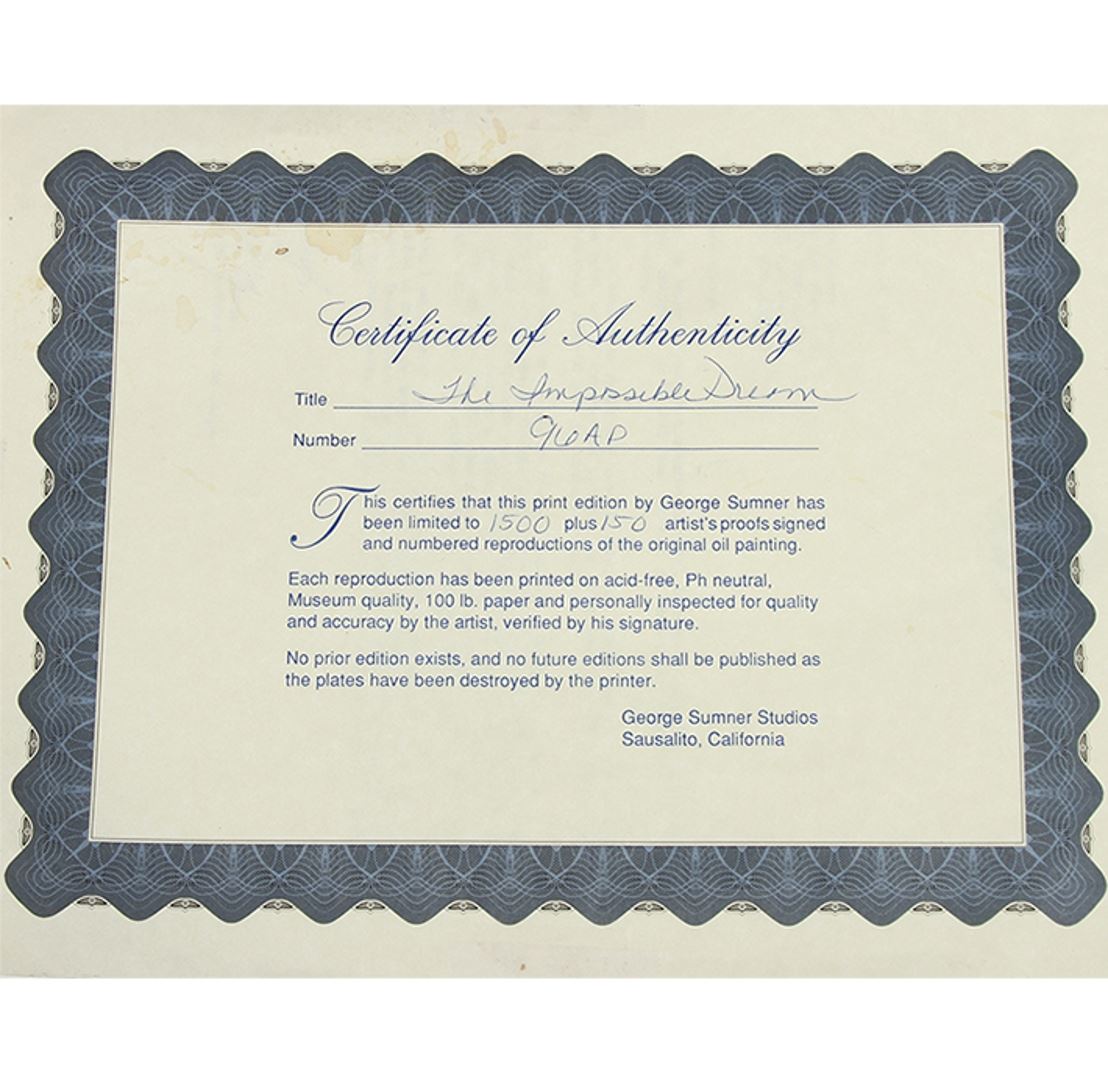 Certificate of Authenticity
Title The Impossible Dream
Number 96AP
This certifies that this print edition by George Sumner has
been limited to 1500 plus 150 artist's proofs signed
and numbered reproductions of the original oil painting.
Each reproduction has been printed on acid-free, Ph neutral,
Museum quality, 100 lb. paper and personally inspected for quality
and accuracy by the artist, verified by his signature.
No prior edition exists, and no future editions shall be published as
the plates have been destroyed by the printer.
George Sumner Studios
Sausalito, California